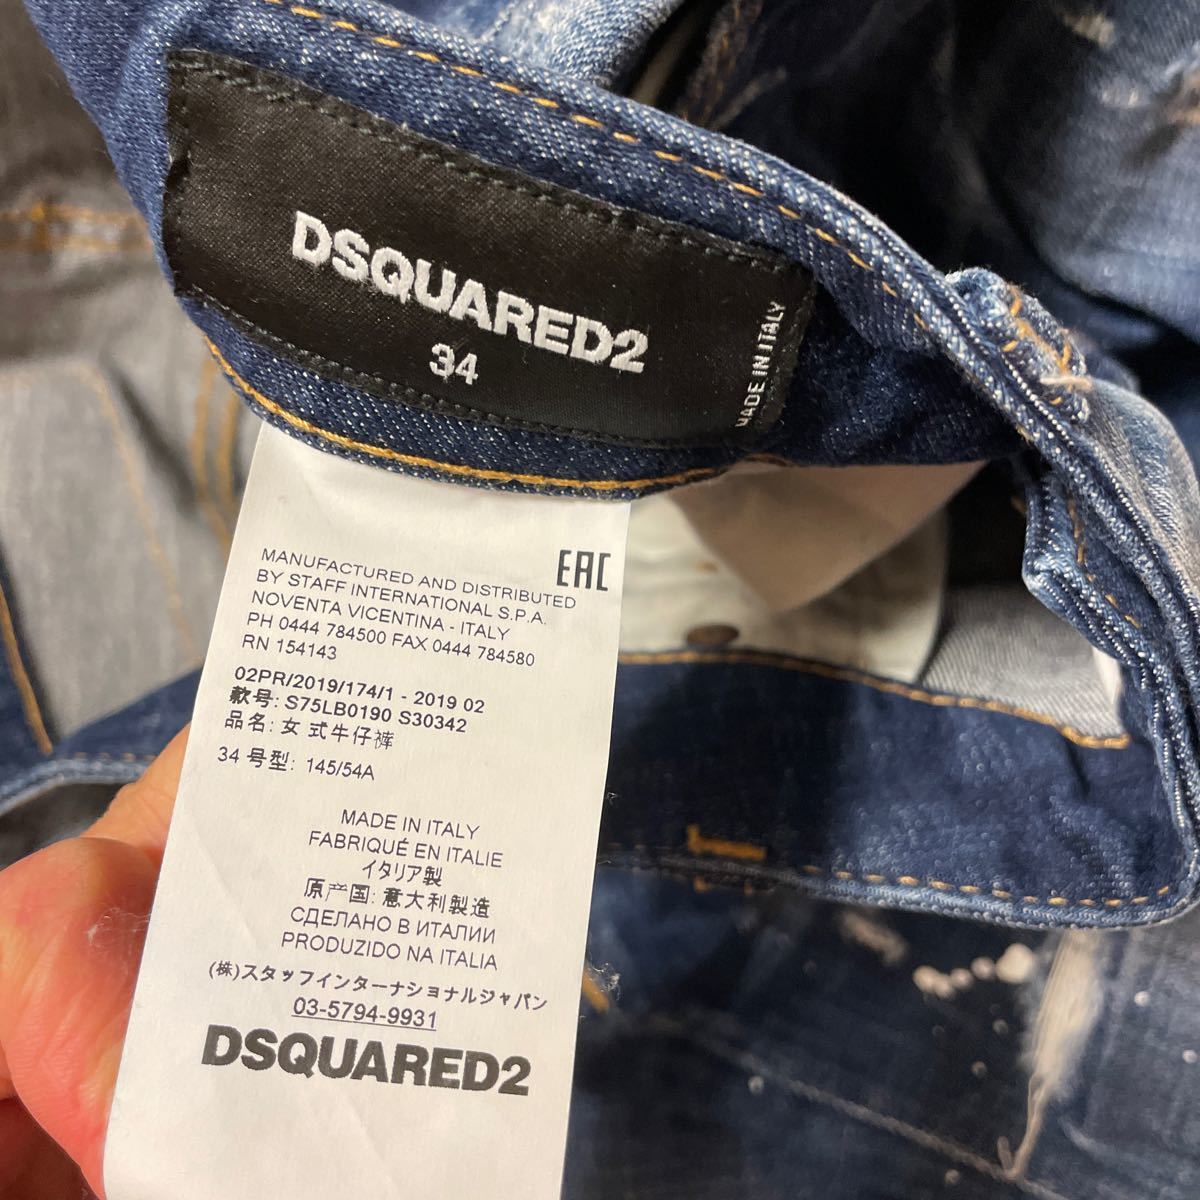 DSQUARED2
34
MADE IN ITALY
EAC
MANUFACTURED AND DISTRIBUTED
BY STAFF INTERNATIONAL S.P.A.
NOVENTA VICENTINA - ITALY
PH 0444 784500 FAX 0444 784580
RN 154143
02PR/2019/174/1 - 2019 02
款号: S75LB0190 S30342
品名: 女 式牛仔裤
34 号型: 145/54A
MADE IN ITALY
FABRIQUÉ EN ITALIE
イタリア製
原产国: 意大利製造
СДЕЛАНО В ИТАЛИИ
PRODUZIDO NA ITALIA
(株)スタッフインターナショナルジャパン
03-5794-9931
DSQUARED2